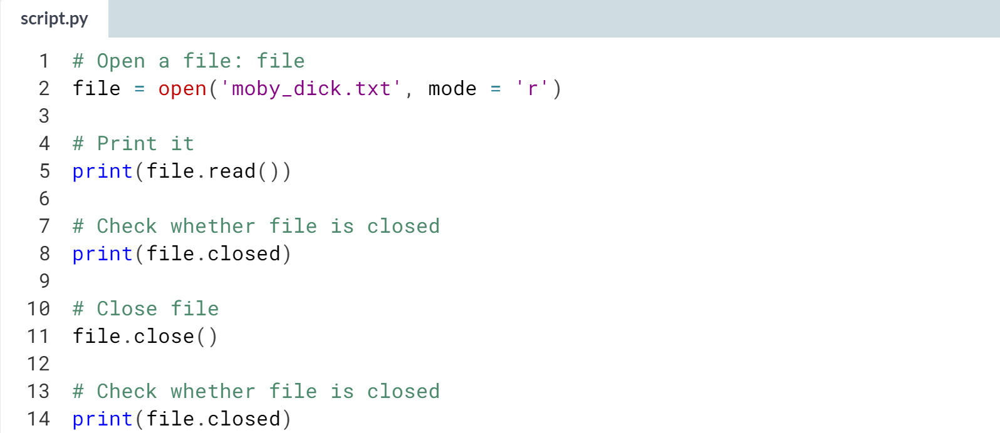 script.py
1 # Open a file: file
2 file = open('moby_dick.txt', mode = 'r')
3
4 # Print it
5 print(file.read())
6
7 # Check whether file is closed
8 print(file.closed)
9
10 # Close file
11 file.close()
12
13 # Check whether file is closed
14 print(file.closed)